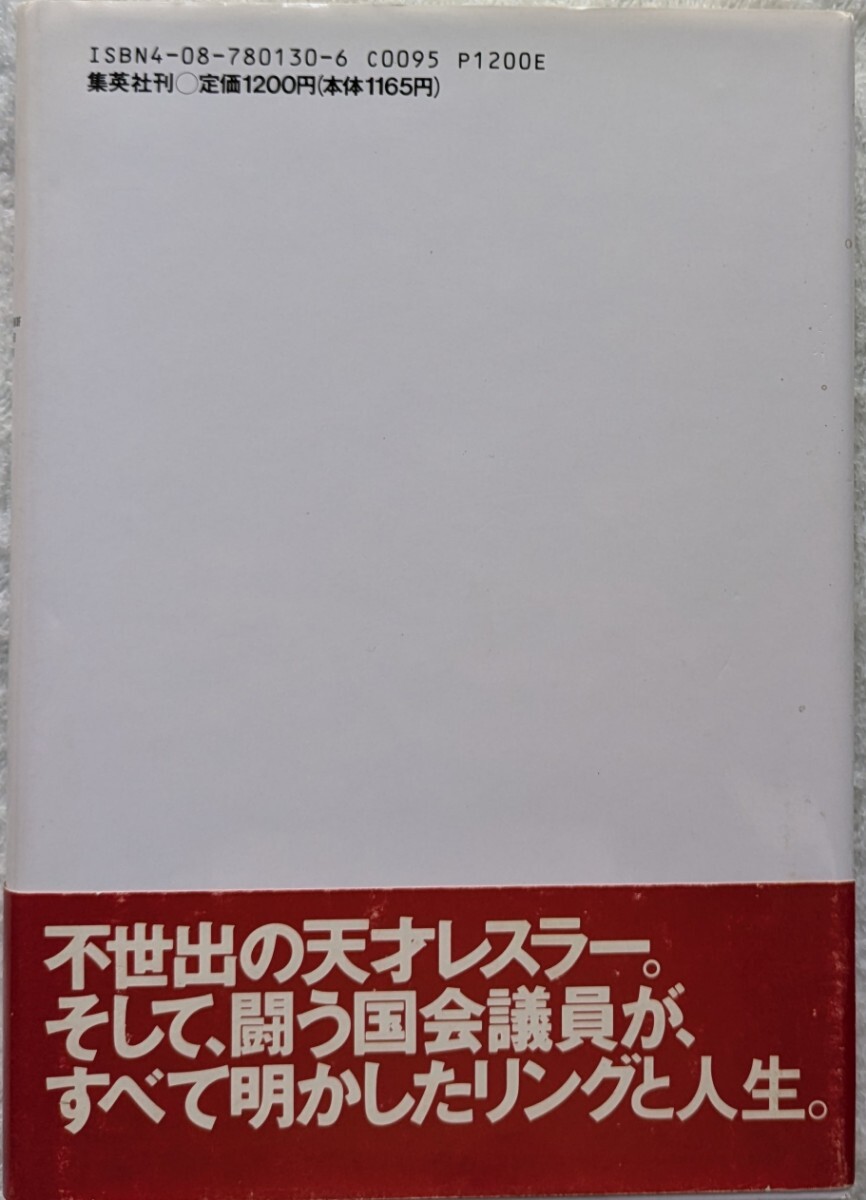 ISBN4-08-780130-6 C0095 P1200E
集英社刊◯定価1200円(本体1165円)
不世出の天才レスラー。
そして、闘う国会議員が、
すべて明かしたリングと人生。